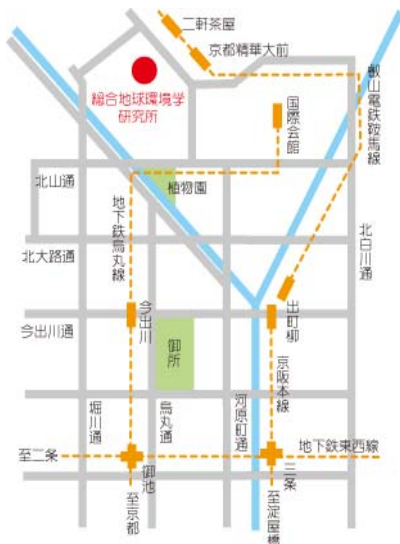 二軒茶屋
京都精華大前
総合地球環境学
研究所
国際会館
叡山電鉄鞍馬線
北山通
植物園
地下鉄烏丸線
北大路通
北白川通
今出川
出町柳
今出川通
御所
京阪本線
堀川通
烏丸通
河原町通
地下鉄東西線
至二条
御池
三条
至京都
至淀屋橋